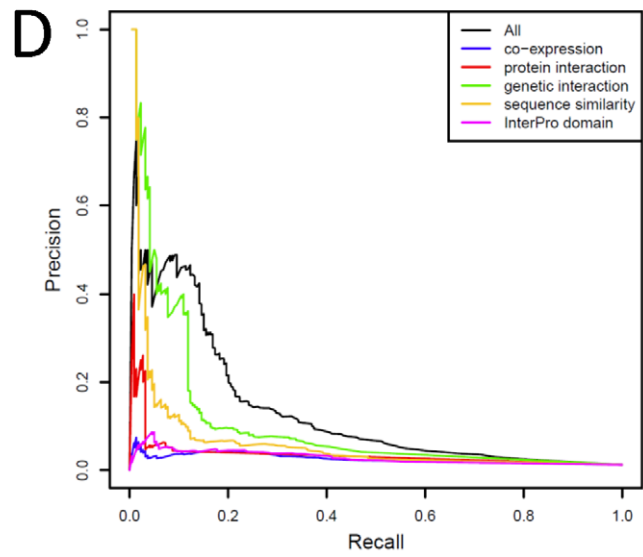 D
All
co−expression
protein interaction
genetic interaction
sequence similarity
InterPro domain
Precision
1.0
0.8
0.6
0.4
0.2
0.0
0.0 0.2 0.4 0.6 0.8 1.0
Recall